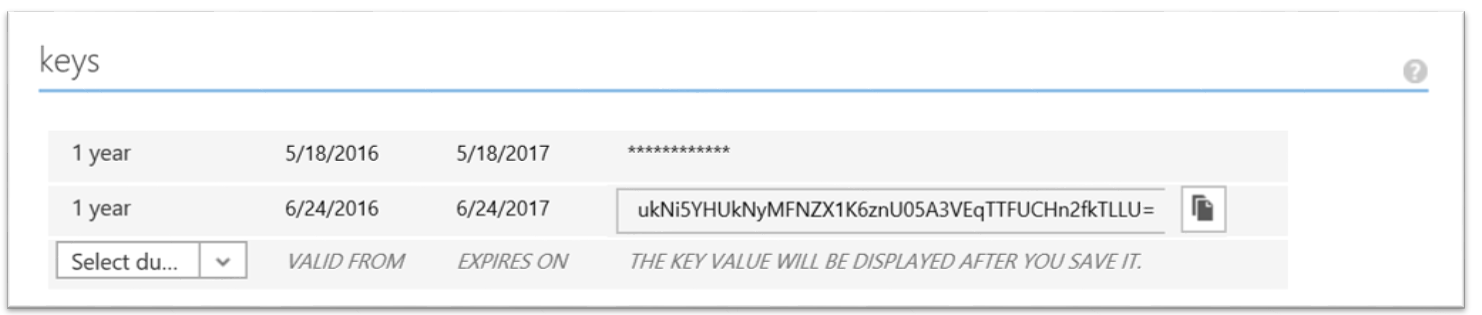 keys
?
1 year 5/18/2016 5/18/2017 ************
1 year 6/24/2016 6/24/2017 ukNi5YHUkNyMFNZX1K6znU05A3VEqTTFUCHn2fkTLLU=
Select du... VALID FROM EXPIRES ON THE KEY VALUE WILL BE DISPLAYED AFTER YOU SAVE IT.